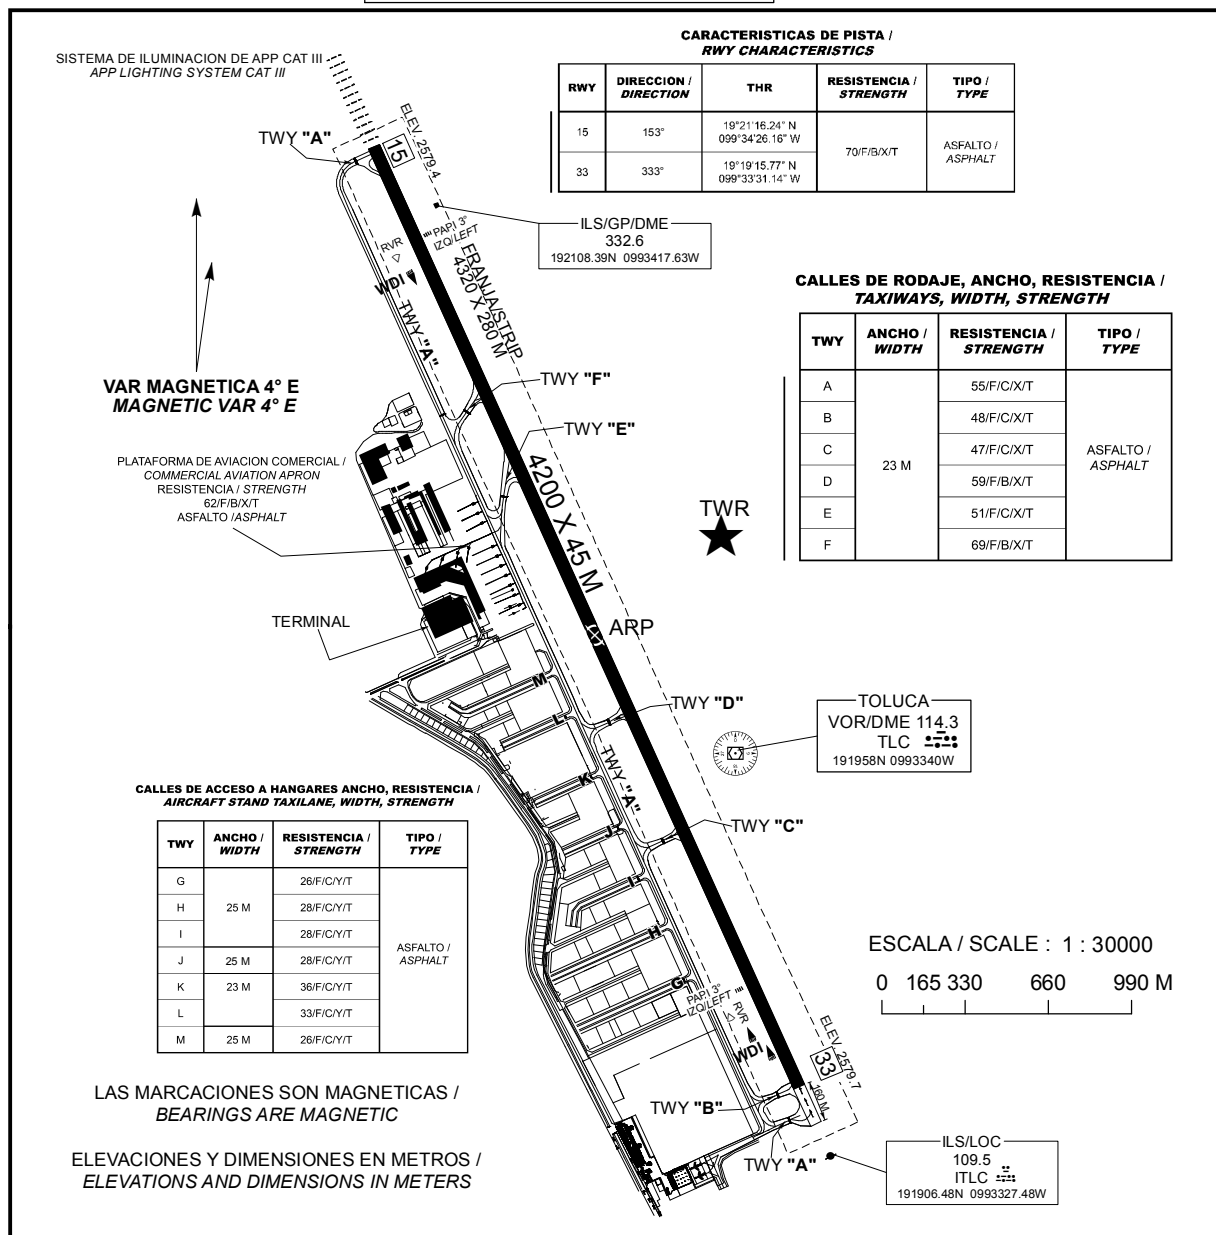 SISTEMA DE ILUMINACION DE APP CAT III
APP LIGHTING SYSTEM CAT III
TWY "A"
ELEV. 2579.4
15
CARACTERISTICAS DE PISTA /
RWY CHARACTERISTICS
RWY DIRECCION / DIRECTION THR RESISTENCIA / STRENGTH TIPO / TYPE
15 153° 19°21'16.24" N 099°34'26.16" W 70/F/B/X/T ASFALTO / ASPHALT
33 333° 19°19'15.77" N 099°33'31.14" W
ILS/GP/DME
332.6
192108.39N 0993417.63W
PAPI 3°
IZQ/LEFT
RVR
WDI
FRANJA/STRIP
4320 X 280 M
TWY "A"
VAR MAGNETICA 4° E
MAGNETIC VAR 4° E
CALLES DE RODAJE, ANCHO, RESISTENCIA /
TAXIWAYS, WIDTH, STRENGTH
TWY ANCHO / WIDTH RESISTENCIA / STRENGTH TIPO / TYPE
A 55/F/C/X/T
B 48/F/C/X/T
C 47/F/C/X/T
23 M ASFALTO / ASPHALT
D 59/F/B/X/T
E 51/F/C/X/T
F 69/F/B/X/T
TWY "F"
TWY "E"
PLATAFORMA DE AVIACION COMERCIAL /
COMMERCIAL AVIATION APRON
RESISTENCIA / STRENGTH
62/F/B/X/T
ASFALTO /ASPHALT
4200 X 45 M
TWR
TERMINAL
ARP
M
L
K
J
I
H
G
TWY "D"
TWY "A"
TOLUCA
VOR/DME 114.3
TLC
191958N 0993340W
TWY "C"
CALLES DE ACCESO A HANGARES ANCHO, RESISTENCIA /
AIRCRAFT STAND TAXILANE, WIDTH, STRENGTH
TWY ANCHO / WIDTH RESISTENCIA / STRENGTH TIPO / TYPE
G 26/F/C/Y/T
H 25 M 28/F/C/Y/T
I 28/F/C/Y/T
ASFALTO / ASPHALT
J 25 M 28/F/C/Y/T
K 23 M 36/F/C/Y/T
L 33/F/C/Y/T
M 25 M 26/F/C/Y/T
ESCALA / SCALE : 1 : 30000
0 165 330 660 990 M
PAPI 3°
IZQ/LEFT
RVR
WDI
ELEV. 2579.7
33
160 M
LAS MARCACIONES SON MAGNETICAS /
BEARINGS ARE MAGNETIC
TWY "B"
TWY "A"
ELEVACIONES Y DIMENSIONES EN METROS /
ELEVATIONS AND DIMENSIONS IN METERS
ILS/LOC
109.5
ITLC
191906.48N 0993327.48W